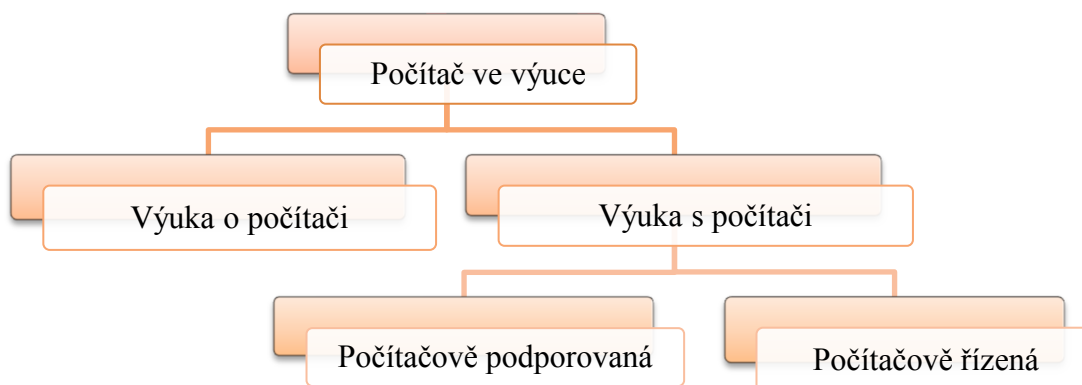 Počítač ve výuce
Výuka o počítači
Výuka s počítači
Počítačově podporovaná
Počítačově řízená